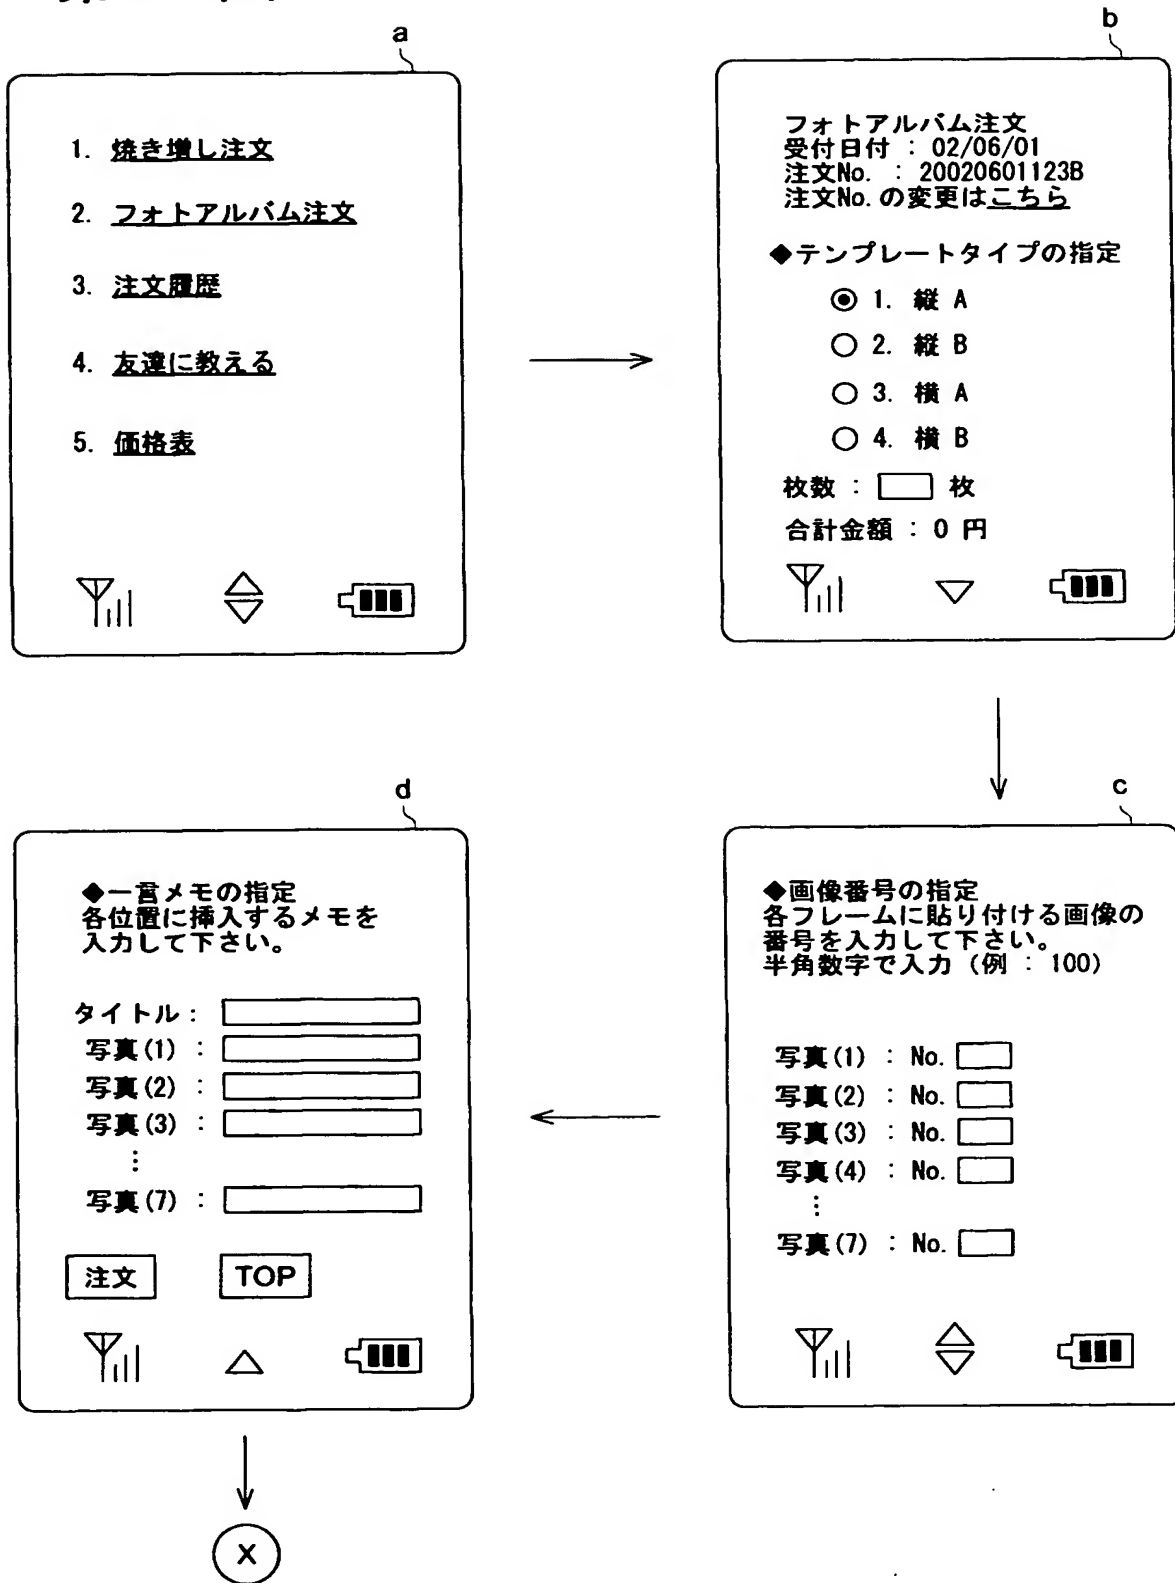 a
1. 焼き増し注文
2. フォトアルバム注文
3. 注文履歴
4. 友達に教える
5. 価格表
b
フォトアルバム注文
受付日付 : 02/06/01
注文No. : 20020601123B
注文No.の変更はこちら
◆テンプレートタイプの指定
1. 縦 A
2. 縦 B
3. 横 A
4. 横 B
枚数 : 枚
合計金額 : 0 円
c
◆画像番号の指定
各フレームに貼り付ける画像の
番号を入力して下さい。
半角数字で入力 (例 : 100)
写真(1) : No.
写真(2) : No.
写真(3) : No.
写真(4) : No.
⋮
写真(7) : No.
d
◆一言メモの指定
各位置に挿入するメモを
入力して下さい。
タイトル :
写真(1) :
写真(2) :
写真(3) :
⋮
写真(7) :
注文 TOP
X